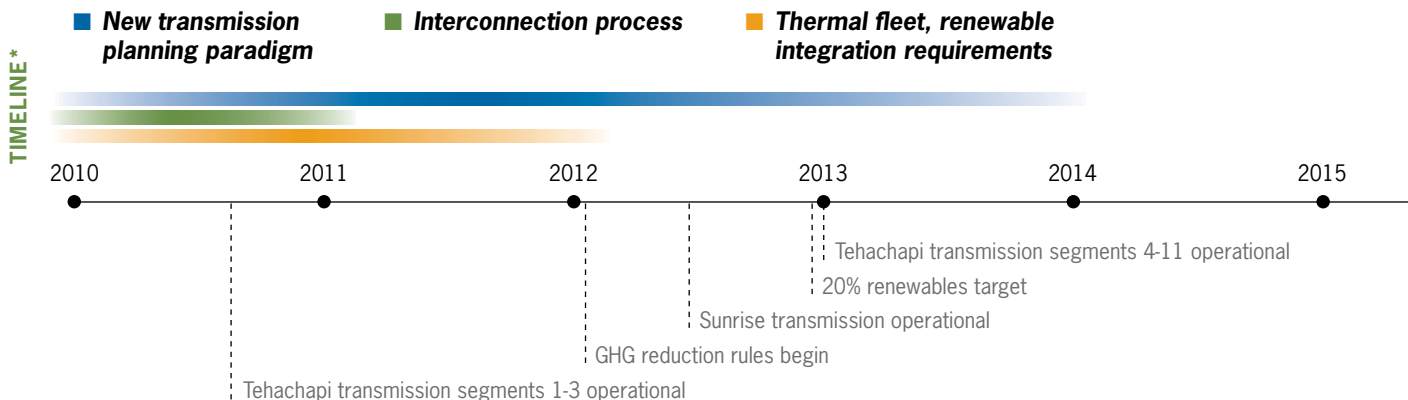 New transmission
planning paradigm
Interconnection process
Thermal fleet, renewable
integration requirements
TIMELINE*
2010
2011
2012
2013
2014
2015
Tehachapi transmission segments 4-11 operational
20% renewables target
Sunrise transmission operational
GHG reduction rules begin
Tehachapi transmission segments 1-3 operational